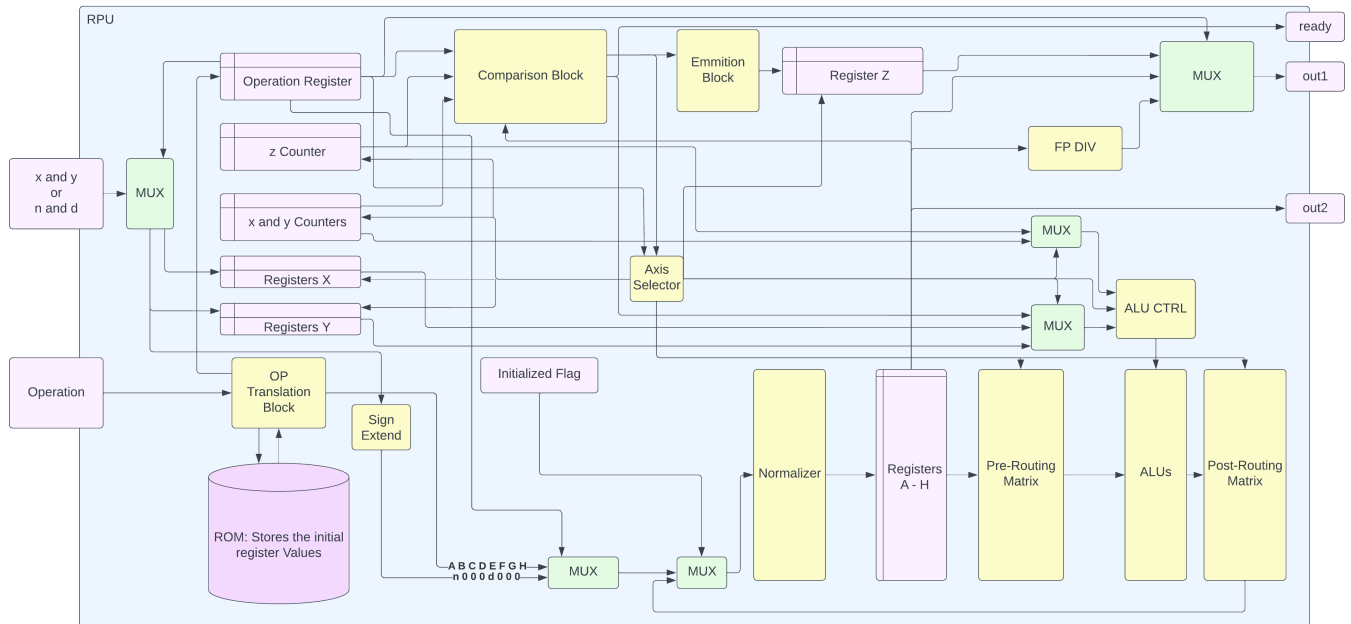 RPU
ready
Operation Register
Comparison Block
Emmition
Block
Register Z
MUX
out1
z Counter
FP DIV
x and y
or
n and d
MUX
x and y Counters
out2
MUX
Registers X
Axis
Selector
ALU CTRL
Registers Y
MUX
Operation
OP
Translation
Block
Initialized Flag
Sign
Extend
Normalizer
Registers
A - H
Pre-Routing
Matrix
ALUs
Post-Routing
Matrix
ROM: Stores the initial
register Values
A B C D E F G H
n 0 0 0 d 0 0 0
MUX
MUX